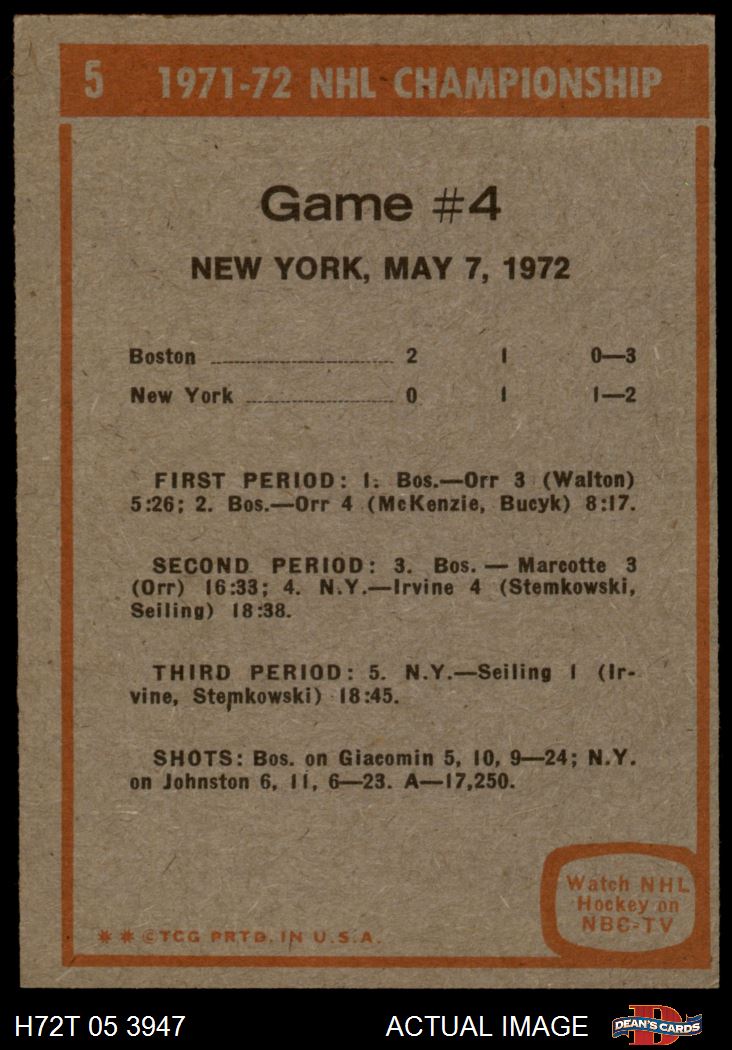 5 1971-72 NHL CHAMPIONSHIP
Game #4
NEW YORK, MAY 7, 1972
Boston 2 1 0—3
New York 0 1 1—2
FIRST PERIOD: 1. Bos.—Orr 3 (Walton)
5:26; 2. Bos.—Orr 4 (McKenzie, Bucyk) 8:17.
SECOND PERIOD: 3. Bos. — Marcotte 3
(Orr) 16:33; 4. N.Y.—Irvine 4 (Stemkowski,
Seiling) 18:38.
THIRD PERIOD: 5. N.Y.—Seiling 1 (Ir-
vine, Stemkowski) 18:45.
SHOTS: Bos. on Giacomin 5, 10, 9—24; N.Y.
on Johnston 6, 11, 6—23. A—17,250.
Watch NHL
Hockey on
NBC-TV
** ©TCG PRTD. IN U.S.A.
H72T 05 3947 ACTUAL IMAGE DEAN'S CARDS